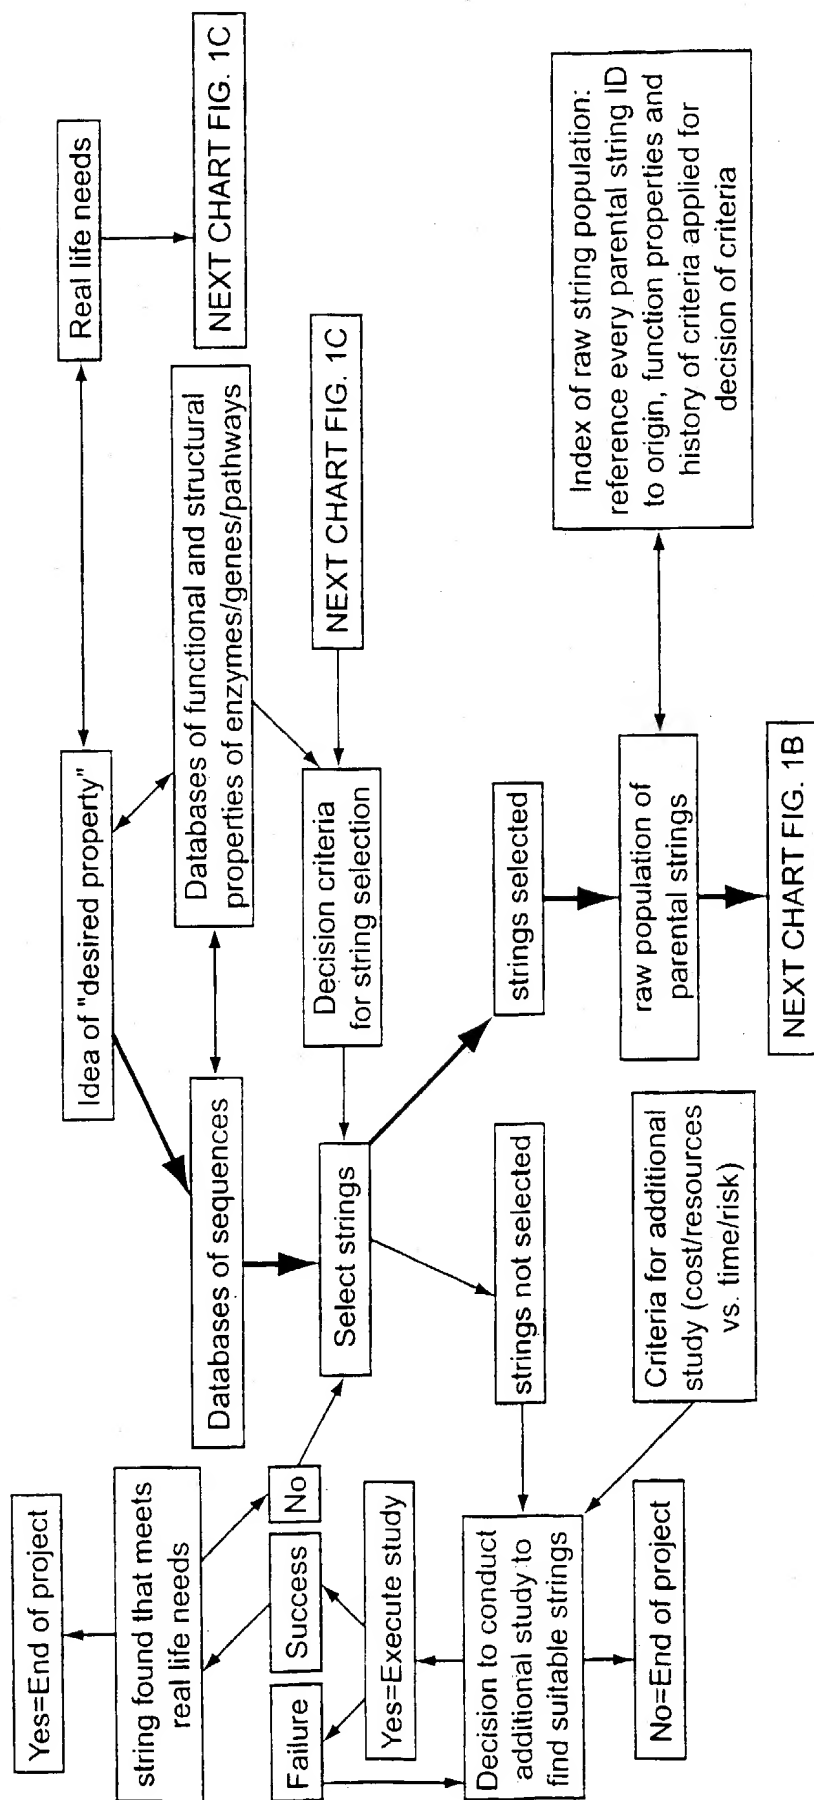 Yes=End of project
string found that meets
real life needs
No
Success
Failure
Yes=Execute study
Decision to conduct
additional study to
find suitable strings
No=End of project
Idea of "desired property"
Real life needs
NEXT CHART FIG. 1C
Databases of sequences
Databases of functional and structural
properties of enzymes/genes/pathways
Select strings
Decision criteria
for string selection
NEXT CHART FIG. 1C
strings not selected
strings selected
Criteria for additional
study (cost/resources
vs. time/risk)
raw population of
parental strings
Index of raw string population:
reference every parental string ID
to origin, function properties and
history of criteria applied for
decision of criteria
NEXT CHART FIG. 1B